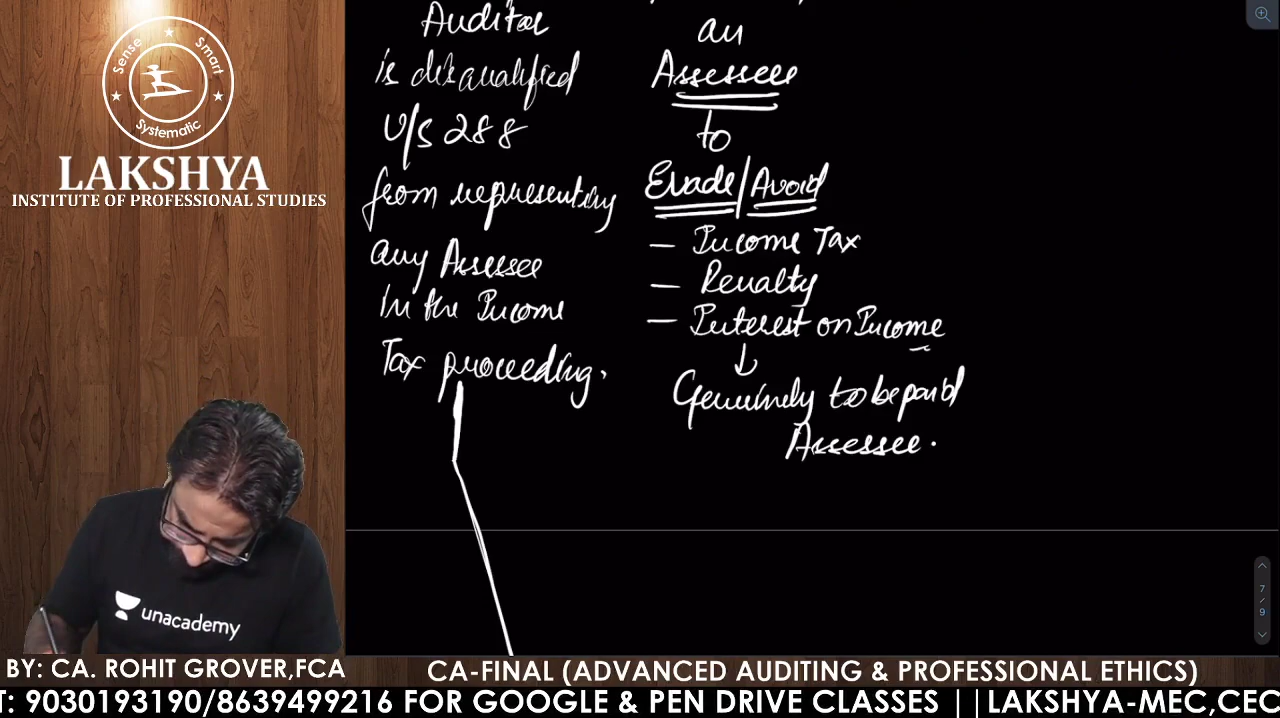 Sense
Smart
Systematic
LAKSHYA
INSTITUTE OF PROFESSIONAL STUDIES
unacademy
Auditor
is disqualified
U/S 288
from representing
any Assessee
in the Income
Tax proceeding.
an
Assessee
to
Evade/Avoid
— Income Tax
— Penalty
— Interest on Income
Genuinely to be paid
Assessee.
7
/
9
BY: CA. ROHIT GROVER,FCA
CA-FINAL (ADVANCED AUDITING & PROFESSIONAL ETHICS)
T: 9030193190/8639499216 FOR GOOGLE & PEN DRIVE CLASSES ||LAKSHYA-MEC,CEC